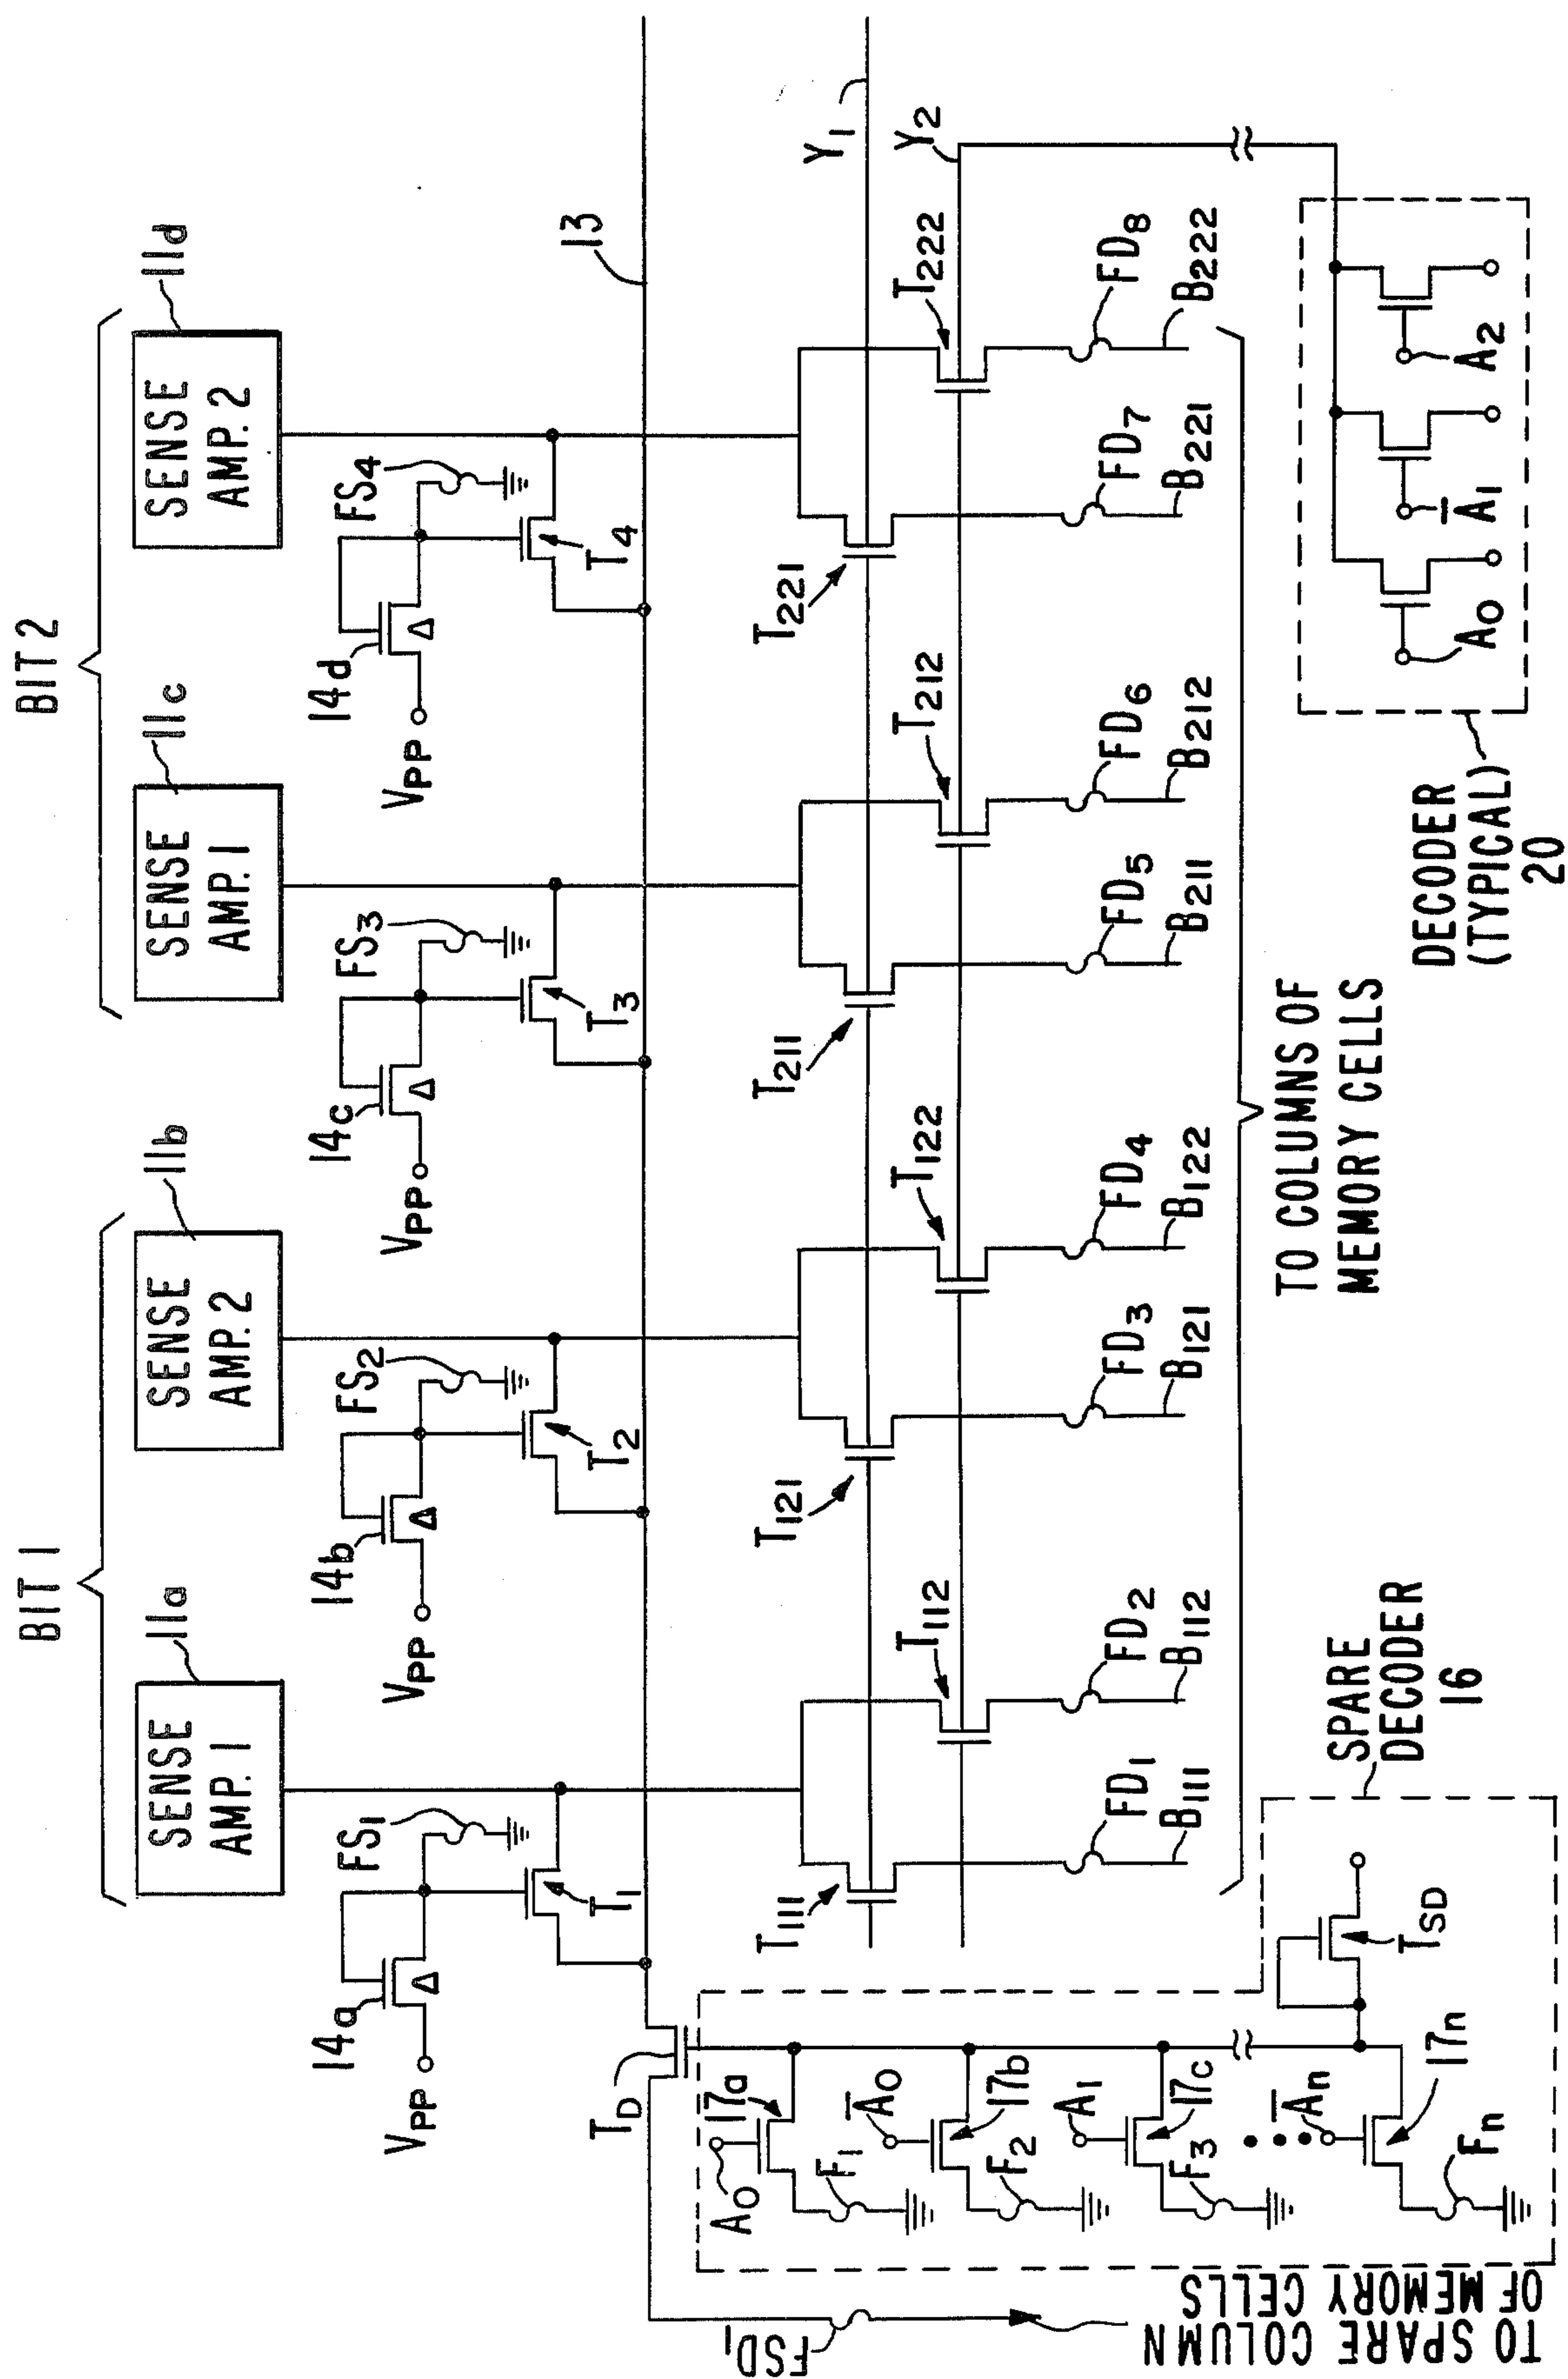 BIT 1
BIT 2
11a
11b
11c
11d
SENSE
AMP. 1
SENSE
AMP. 2
SENSE
AMP. 1
SENSE
AMP. 2
FS1
FS2
FS3
FS4
14a
14b
14c
14d
VPP
VPP
VPP
VPP
T1
T2
T3
T4
13
TD
Y1
Y2
T111
T112
T121
T122
T211
T212
T221
T222
FD1
FD2
FD3
FD4
FD5
FD6
FD7
FD8
B111
B112
B121
B122
B211
B212
B221
B222
TO COLUMNS OF
MEMORY CELLS
A0
17a
F1
A̅0
17b
F2
A1
17c
F3
A̅n
17n
Fn
TSD
SPARE
DECODER
16
FSD1
TO SPARE COLUMN
OF MEMORY CELLS
A0
A̅1
A2
DECODER
(TYPICAL)
20